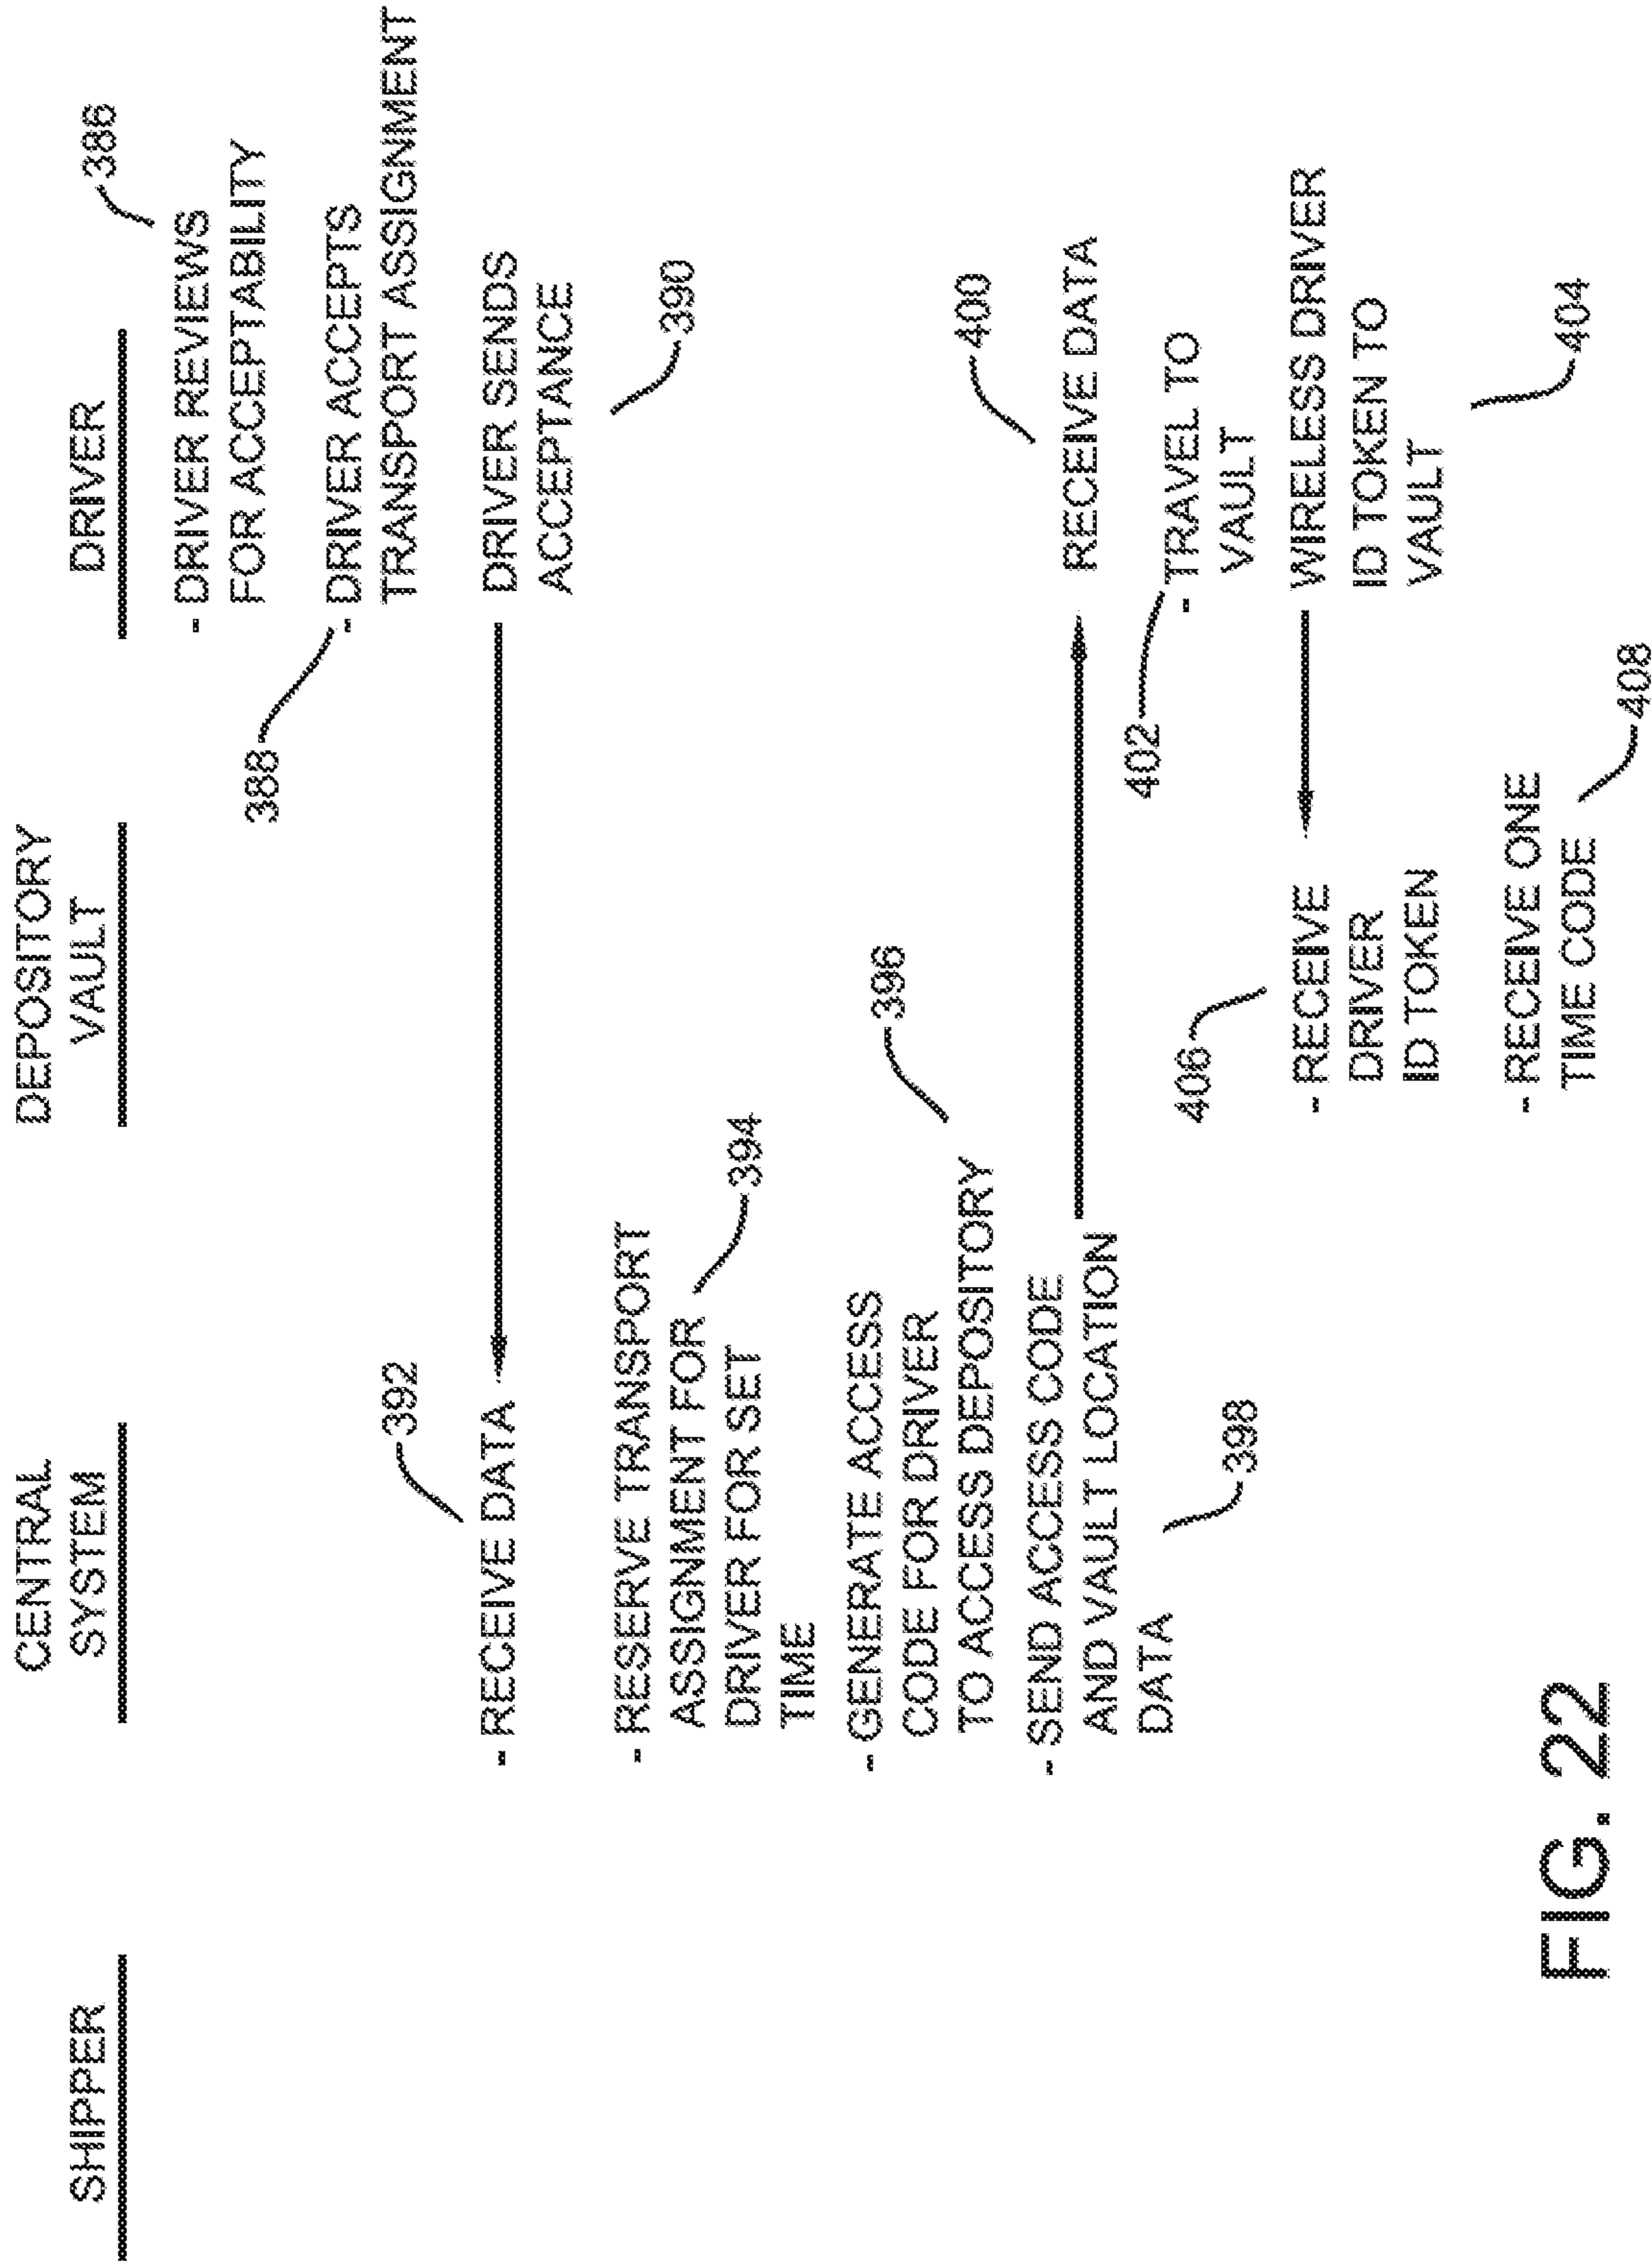 SHIPPER
CENTRAL
SYSTEM
DEPOSITORY
VAULT
DRIVER
- DRIVER REVIEWS
FOR ACCEPTABILITY
386
388
- DRIVER ACCEPTS
TRANSPORT ASSIGNMENT
DRIVER SENDS
ACCEPTANCE
390
392
- RECEIVE DATA
- RESERVE TRANSPORT
ASSIGNMENT FOR
DRIVER FOR SET
TIME
394
- GENERATE ACCESS
CODE FOR DRIVER
TO ACCESS DEPOSITORY
396
- SEND ACCESS CODE
AND VAULT LOCATION
DATA
398
400
RECEIVE DATA
402
- TRAVEL TO
VAULT
WIRELESS DRIVER
ID TOKEN TO
VAULT
404
406
- RECEIVE
DRIVER
ID TOKEN
- RECEIVE ONE
TIME CODE
408
FIG. 22